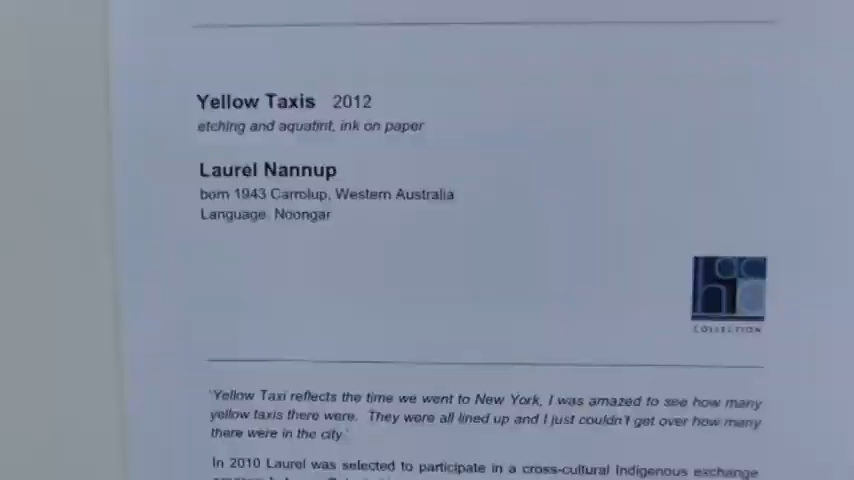 Yellow Taxis 2012
etching and aquatint, ink on paper
Laurel Nannup
born 1943 Carrolup, Western Australia
Language Noongar
COLLECTION
'Yellow Taxi reflects the time we went to New York, I was amazed to see how many
yellow taxis there were. They were all lined up and I just couldn't get over how many
there were in the city.'
In 2010 Laurel was selected to participate in a cross-cultural Indigenous exchange